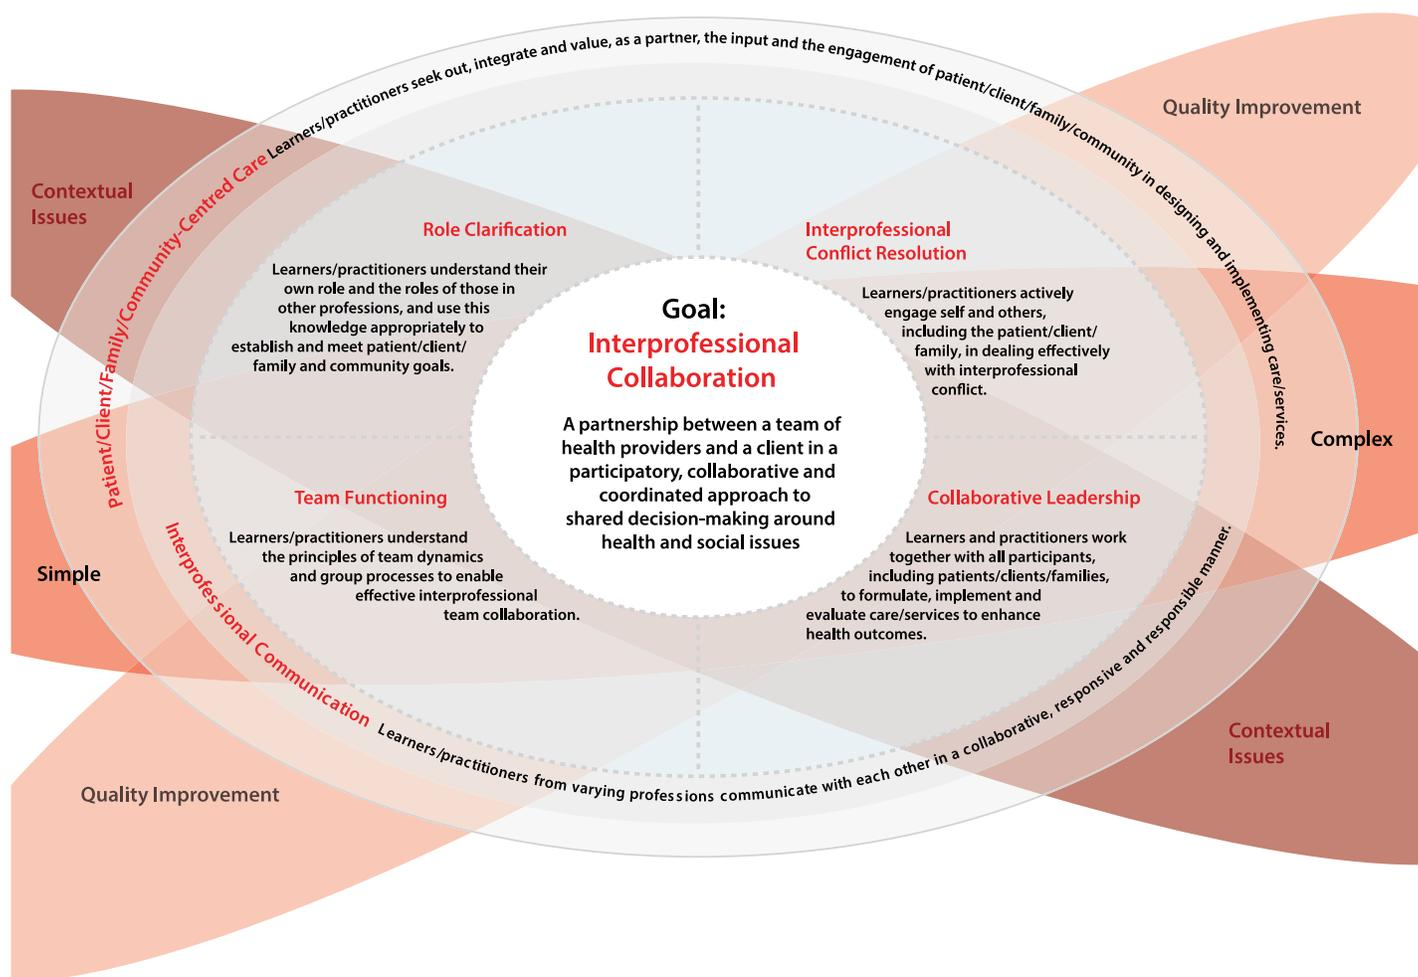 Patient/Client/Family/Community-Centred Care Learners/practitioners seek out, integrate and value, as a partner, the input and the engagement of patient/client/family/community in designing and implementing care/services.
Quality Improvement
Contextual
Issues
Role Clarification
Learners/practitioners understand their
own role and the roles of those in
other professions, and use this
knowledge appropriately to
establish and meet patient/client/
family and community goals.
Interprofessional
Conflict Resolution
Learners/practitioners actively
engage self and others,
including the patient/client/
family, in dealing effectively
with interprofessional
conflict.
Goal:
Interprofessional
Collaboration
A partnership between a team of
health providers and a client in a
participatory, collaborative and
coordinated approach to
shared decision-making around
health and social issues
Simple
Complex
Team Functioning
Learners/practitioners understand
the principles of team dynamics
and group processes to enable
effective interprofessional
team collaboration.
Collaborative Leadership
Learners and practitioners work
together with all participants,
including patients/clients/families,
to formulate, implement and
evaluate care/services to enhance
health outcomes.
Interprofessional Communication Learners/practitioners from varying professions communicate with each other in a collaborative, responsive and responsible manner.
Quality Improvement
Contextual
Issues